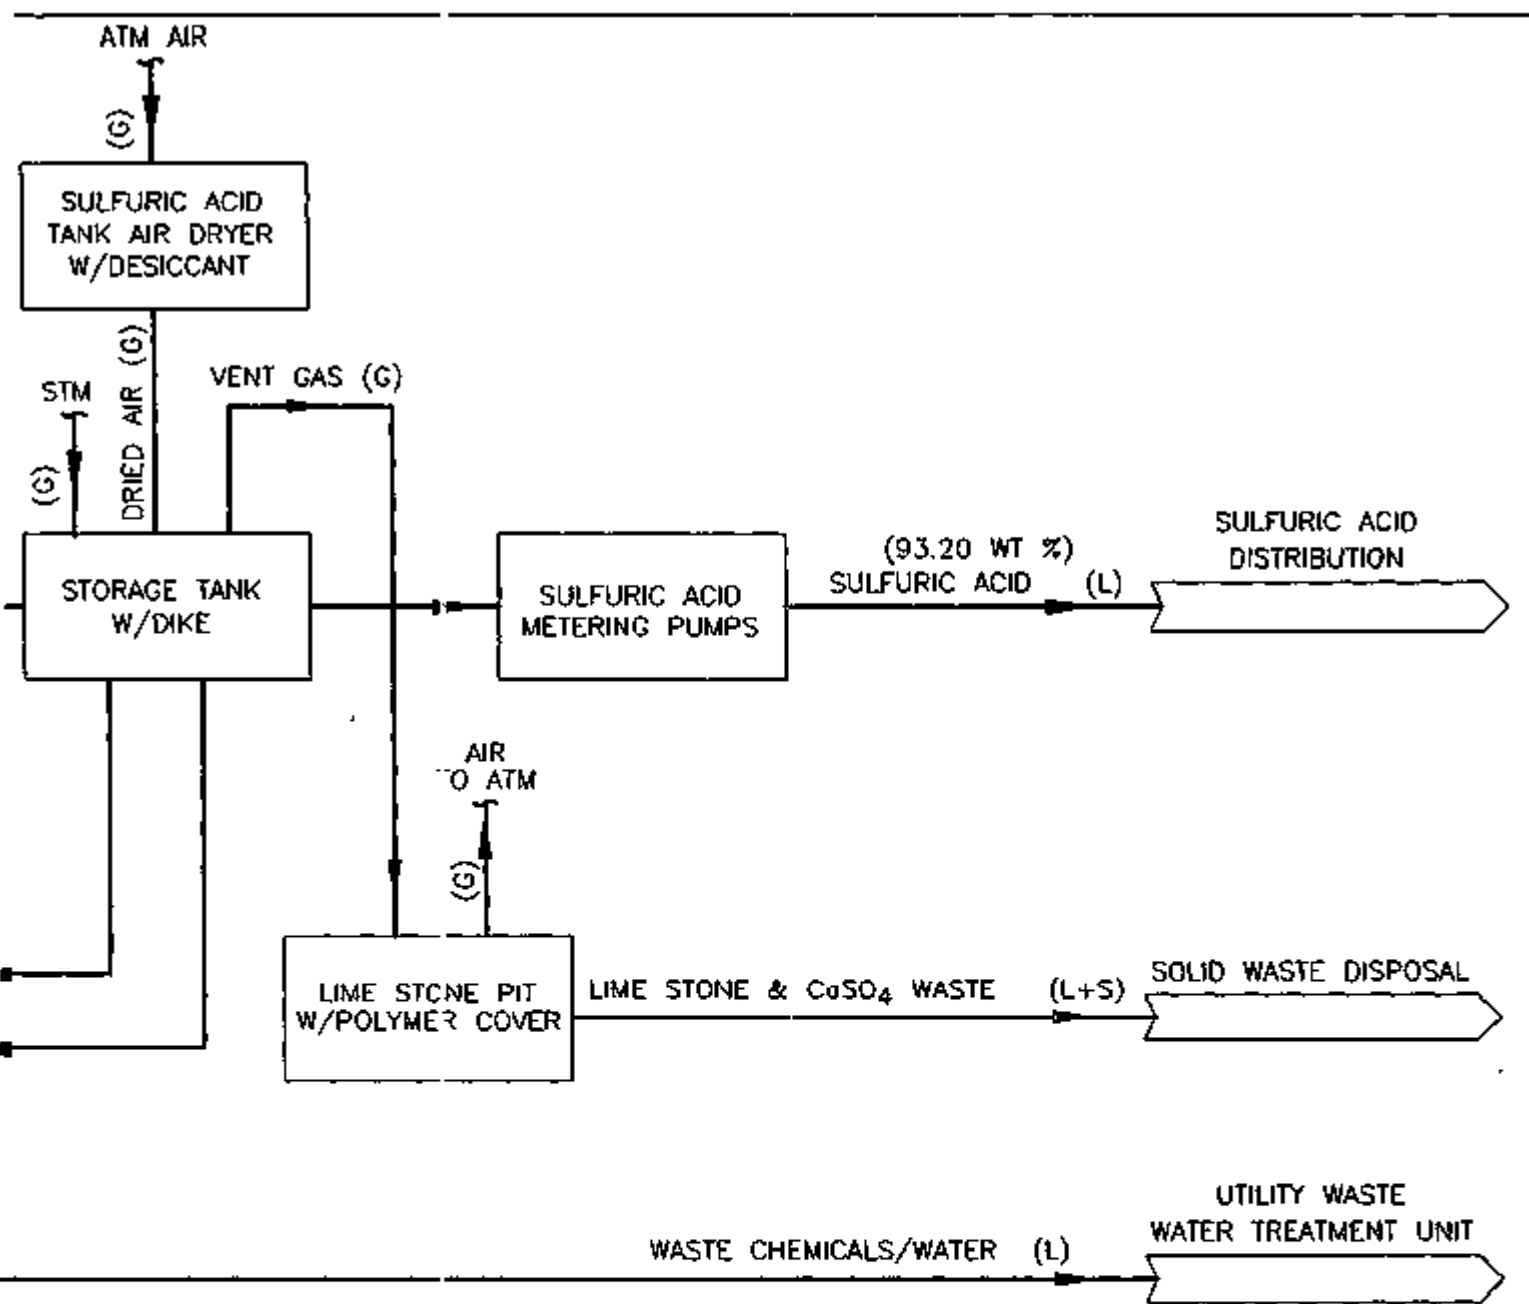 ATM AIR
(G)
SULFURIC ACID
TANK AIR DRYER
W/DESICCANT
DRIED AIR (G)
STM
(G)
VENT GAS (G)
STORAGE TANK
W/DIKE
SULFURIC ACID
METERING PUMPS
(93.20 WT %)
SULFURIC ACID (L)
SULFURIC ACID
DISTRIBUTION
AIR
TO ATM
(G)
LIME STONE PIT
W/POLYMER COVER
LIME STONE & CaSO₄ WASTE (L+S)
SOLID WASTE DISPOSAL
WASTE CHEMICALS/WATER (L)
UTILITY WASTE
WATER TREATMENT UNIT